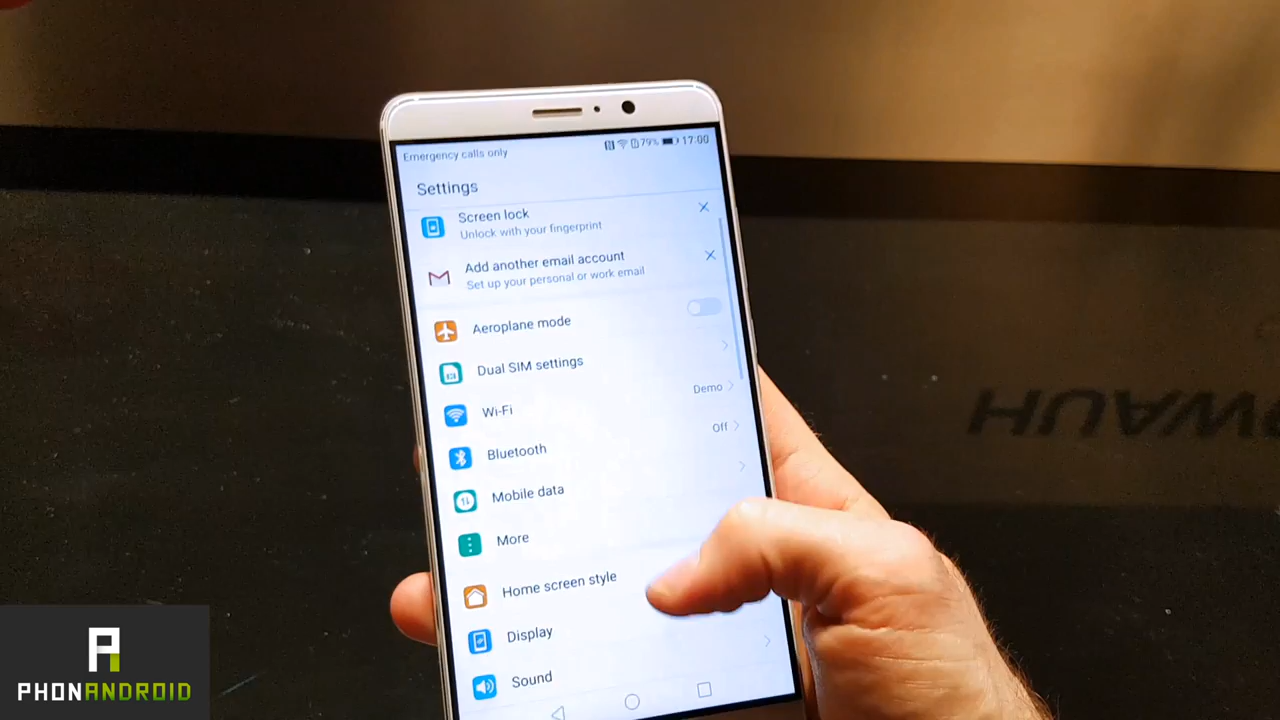 Emergency calls only
79%
17:00
Settings
Screen lock
Unlock with your fingerprint
Add another email account
Set up your personal or work email
Aeroplane mode
Dual SIM settings
Wi-Fi
Demo
Bluetooth
Off
Mobile data
More
Home screen style
Display
Sound
HUAW
PHONANDROID